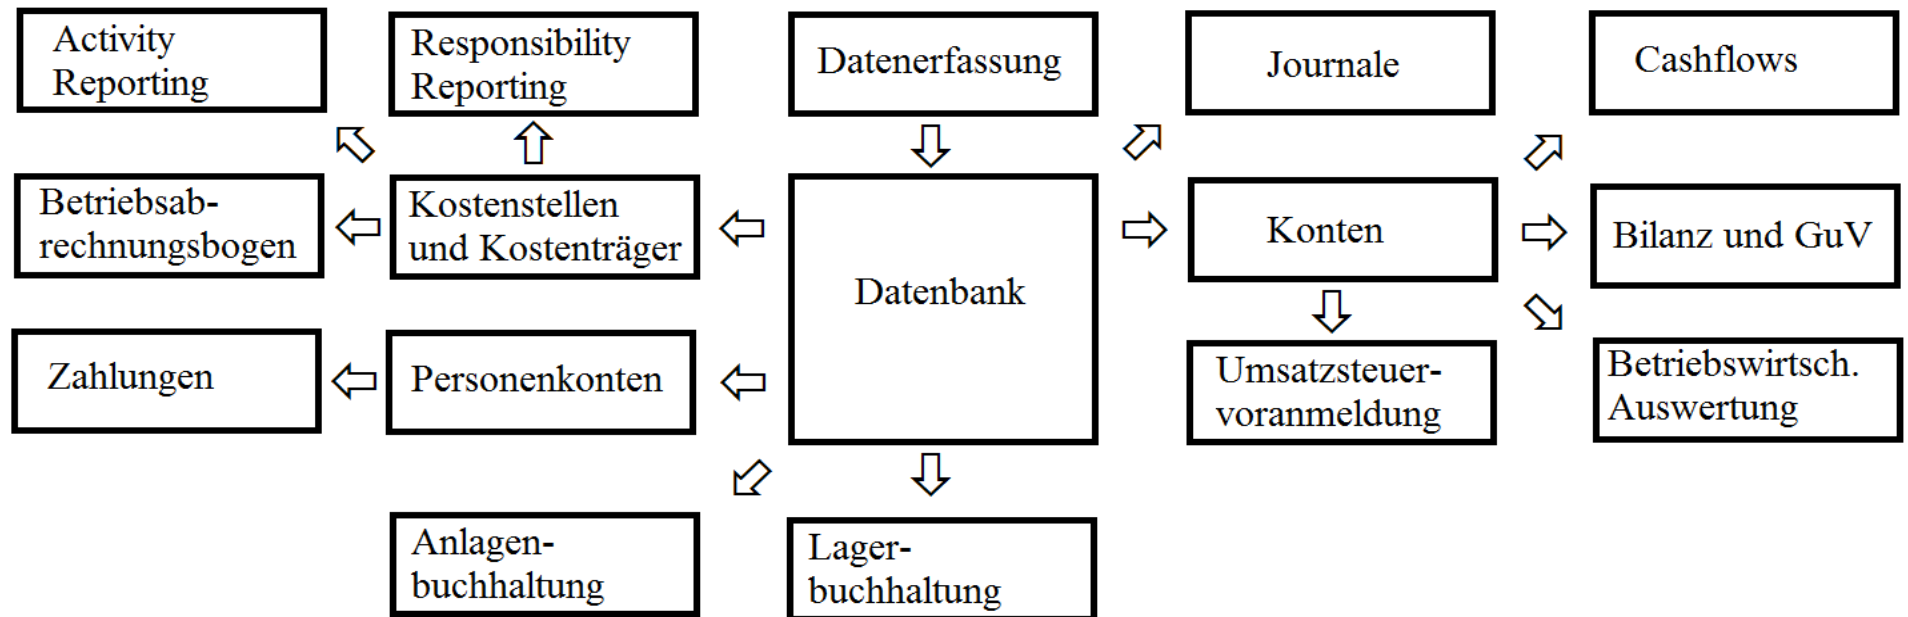 Activity
Reporting
Responsibility
Reporting
Datenerfassung
Journale
Cashflows
Betriebsab-
rechnungsbogen
Kostenstellen
und Kostenträger
Datenbank
Konten
Bilanz und GuV
Zahlungen
Personenkonten
Umsatzsteuer-
voranmeldung
Betriebswirtsch.
Auswertung
Anlagen-
buchhaltung
Lager-
buchhaltung